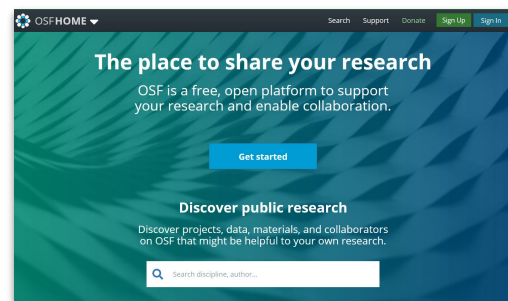 OSFHOME
Search Support Donate Sign Up Sign In
The place to share your research
OSF is a free, open platform to support
your research and enable collaboration.
Get started
Discover public research
Discover projects, data, materials, and collaborators
on OSF that might be helpful to your own research.
Search discipline, author...